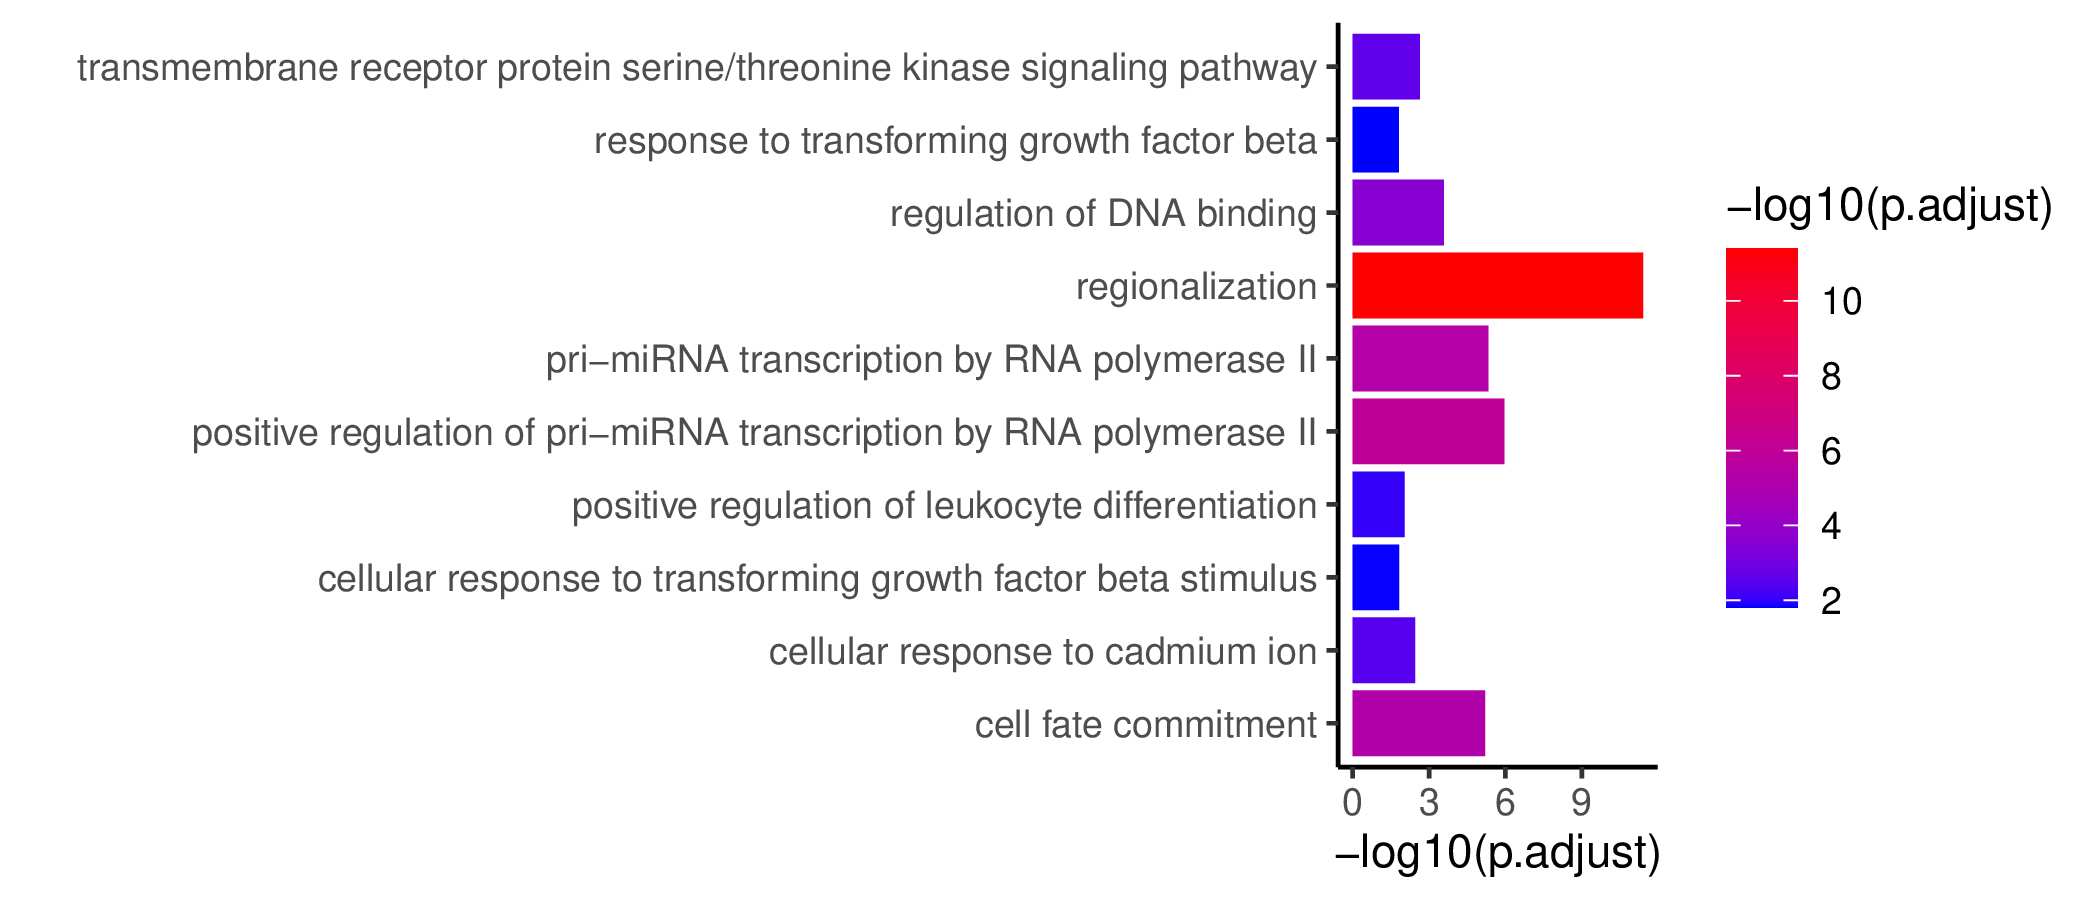 transmembrane receptor protein serine/threonine kinase signaling pathway
response to transforming growth factor beta
regulation of DNA binding
regionalization
pri−miRNA transcription by RNA polymerase II
positive regulation of pri−miRNA transcription by RNA polymerase II
positive regulation of leukocyte differentiation
cellular response to transforming growth factor beta stimulus
cellular response to cadmium ion
cell fate commitment
0 3 6 9
−log10(p.adjust)
−log10(p.adjust)
10
8
6
4
2